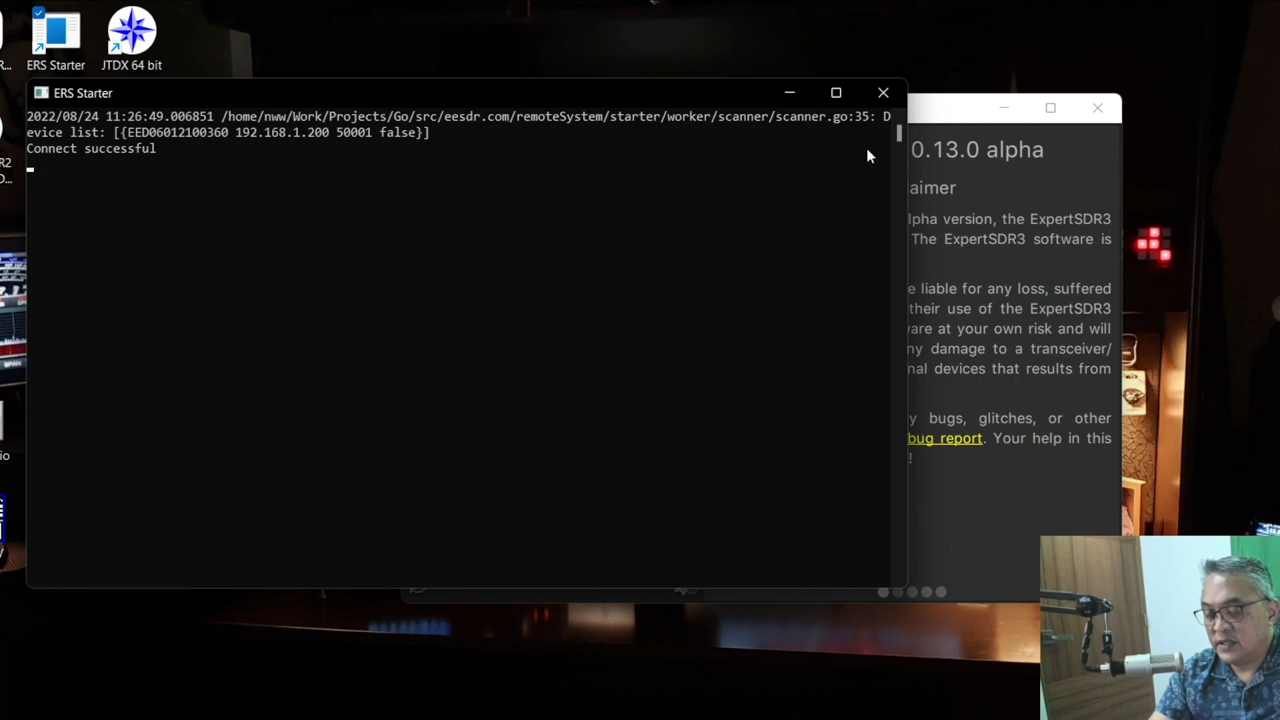 ERS Starter
JTDX 64 bit
ERS Starter
2022/08/24 11:26:49.006851 /home/nww/Work/Projects/Go/src/eesdr.com/remoteSystem/starter/worker/scanner/scanner.go:35: D
evice list: [{EED06012100360 192.168.1.200 50001 false}]
Connect successful
0.13.0 alpha
laimer
lpha version, the ExpertSDR3
The ExpertSDR3 software is
e liable for any loss, suffered
their use of the ExpertSDR3
vare at your own risk and will
ny damage to a transceiver/
nal devices that results from
y bugs, glitches, or other
bug report. Your help in this
!
R...
R2
D...
io